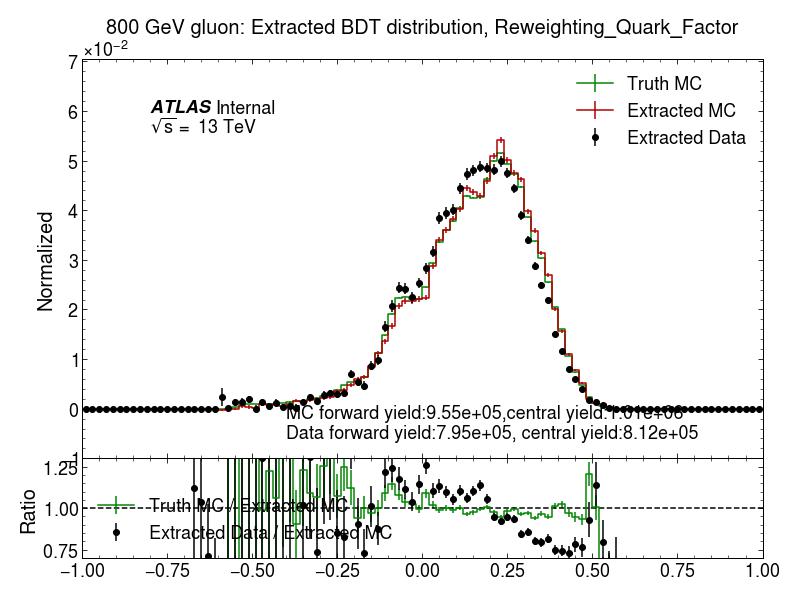 800 GeV gluon: Extracted BDT distribution, Reweighting_Quark_Factor
×10−2
7
6
5
4
3
2
1
0
1
Normalized
ATLAS Internal
√s = 13 TeV
Truth MC
Extracted MC
Extracted Data
MC forward yield:9.55e+05,central yield:1.01e+06
Data forward yield:7.95e+05, central yield:8.12e+05
1.25
1.00
0.75
Ratio
Truth MC / Extracted MC
Extracted Data / Extracted MC
−1.00 −0.75 −0.50 −0.25 0.00 0.25 0.50 0.75 1.00